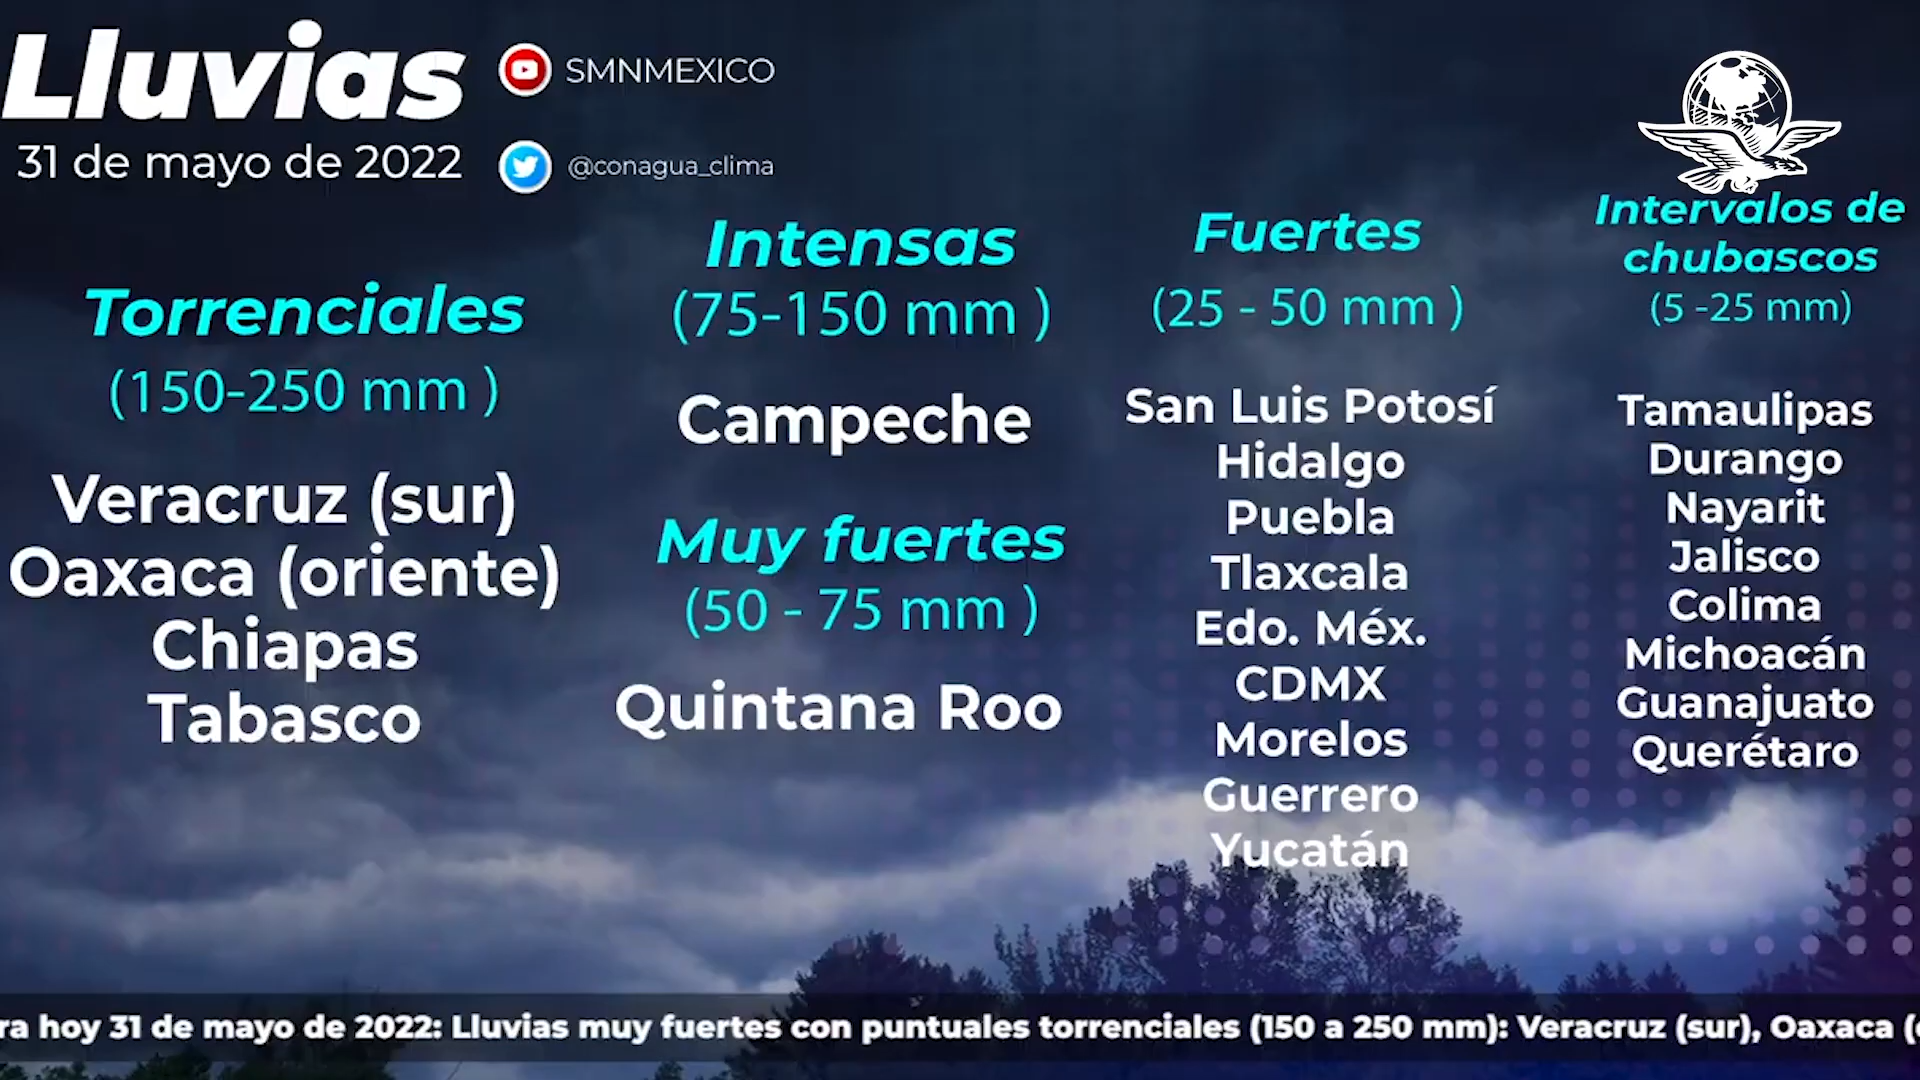 Lluvias
31 de mayo de 2022
SMNMEXICO
@conagua_clima
Torrenciales
(150-250 mm )
Veracruz (sur)
Oaxaca (oriente)
Chiapas
Tabasco
Intensas
(75-150 mm )
Campeche
Muy fuertes
(50 - 75 mm )
Quintana Roo
Fuertes
(25 - 50 mm )
San Luis Potosí
Hidalgo
Puebla
Tlaxcala
Edo. Méx.
CDMX
Morelos
Guerrero
Yucatán
Intervalos de
chubascos
(5 -25 mm)
Tamaulipas
Durango
Nayarit
Jalisco
Colima
Michoacán
Guanajuato
Querétaro
ra hoy 31 de mayo de 2022: Lluvias muy fuertes con puntuales torrenciales (150 a 250 mm): Veracruz (sur), Oaxaca (